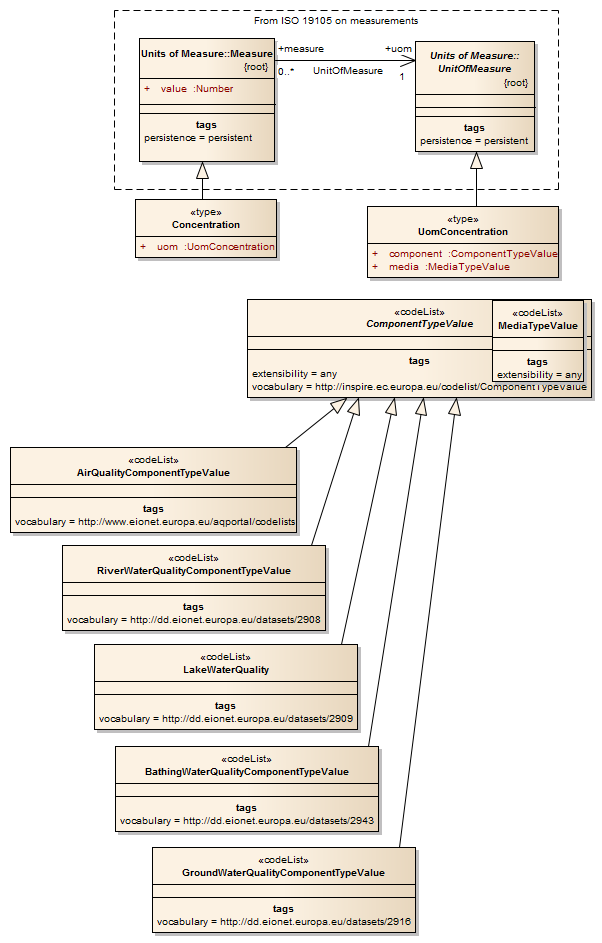 From ISO 19105 on measurements
Units of Measure::Measure
{root}
+ value :Number
tags
persistence = persistent
+measure
+uom
0..*
UnitOfMeasure
1
Units of Measure::
UnitOfMeasure
{root}
tags
persistence = persistent
«type»
Concentration
+ uom :UomConcentration
«type»
UomConcentration
+ component :ComponentTypeValue
+ media :MediaTypeValue
«codeList»
ComponentTypeValue
tags
extensibility = any
vocabulary = http://inspire.ec.europa.eu/codelist/ComponentTypeValue
«codeList»
MediaTypeValue
tags
extensibility = any
«codeList»
AirQualityComponentTypeValue
tags
vocabulary = http://www.eionet.europa.eu/aqportal/codelists
«codeList»
RiverWaterQualityComponentTypeValue
tags
vocabulary = http://dd.eionet.europa.eu/datasets/2908
«codeList»
LakeWaterQuality
tags
vocabulary = http://dd.eionet.europa.eu/datasets/2909
«codeList»
BathingWaterQualityComponentTypeValue
tags
vocabulary = http://dd.eionet.europa.eu/datasets/2943
«codeList»
GroundWaterQualityComponentTypeValue
tags
vocabulary = http://dd.eionet.europa.eu/datasets/2916